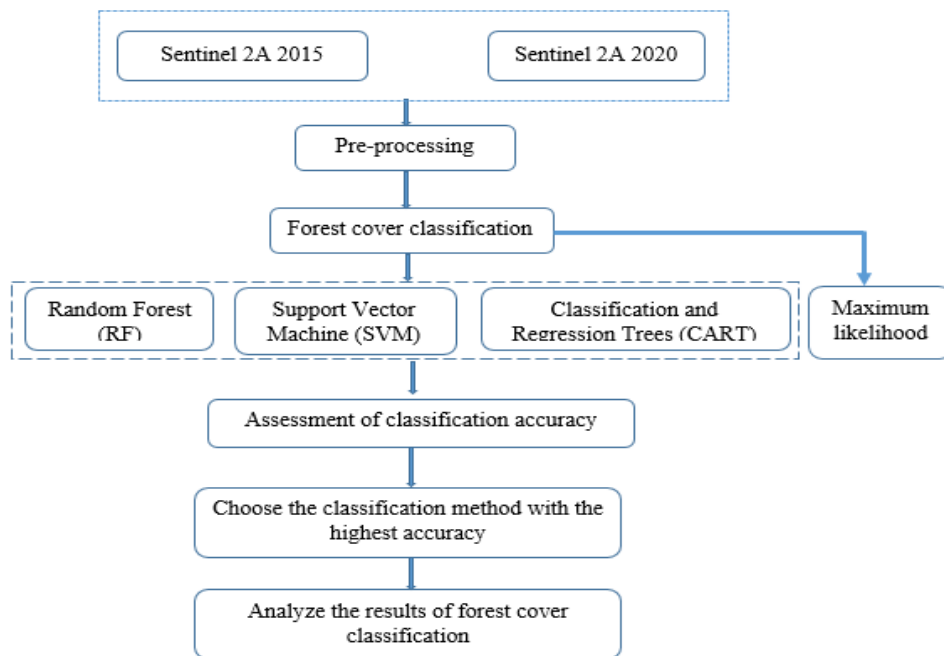 Sentinel 2A 2015
Sentinel 2A 2020
Pre-processing
Forest cover classification
Random Forest
(RF)
Support Vector
Machine (SVM)
Classification and
Regression Trees (CART)
Maximum
likelihood
Assessment of classification accuracy
Choose the classification method with the
highest accuracy
Analyze the results of forest cover
classification